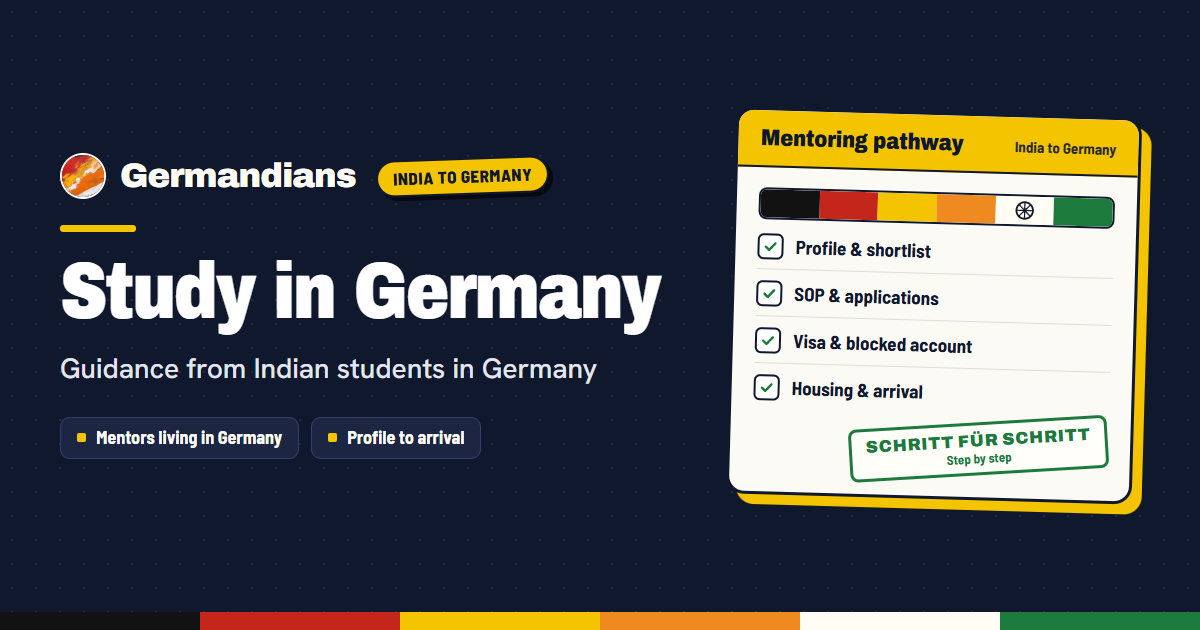 Germandians
INDIA TO GERMANY
Study in Germany
Guidance from Indian students in Germany
Mentors living in Germany
Profile to arrival
Mentoring pathway
India to Germany
Profile & shortlist
SOP & applications
Visa & blocked account
Housing & arrival
SCHRITT FÜR SCHRITT
Step by step